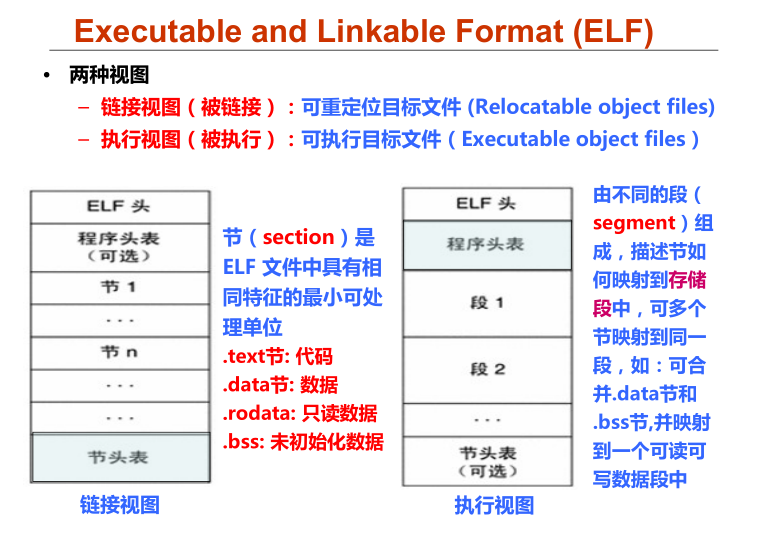 Executable and Linkable Format (ELF)
• 两种视图
– 链接视图（被链接）：可重定位目标文件 (Relocatable object files)
– 执行视图（被执行）：可执行目标文件（Executable object files）
ELF 头
程序头表
（可选）
节 1
...
节 n
...
...
节头表
链接视图
节（section）是
ELF 文件中具有相
同特征的最小可处
理单位
.text节: 代码
.data节: 数据
.rodata: 只读数据
.bss: 未初始化数据
ELF 头
程序头表
段 1
段 2
...
节头表
（可选）
执行视图
由不同的段（
segment）组
成，描述节如
何映射到存储
段中，可多个
节映射到同一
段，如：可合
并.data节和
.bss节,并映射
到一个可读可
写数据段中